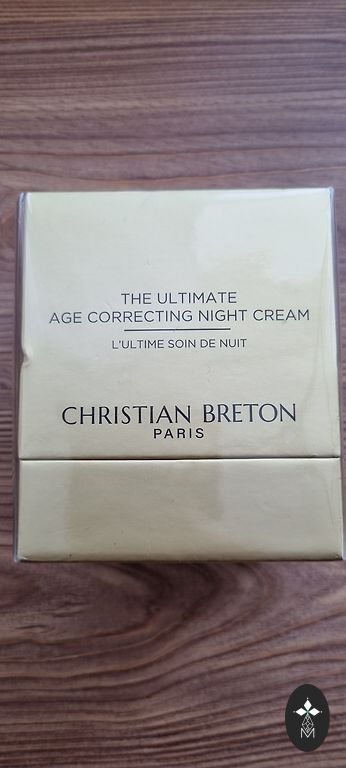 THE ULTIMATE
AGE CORRECTING NIGHT CREAM
L'ULTIME SOIN DE NUIT
CHRISTIAN BRETON
PARIS
M